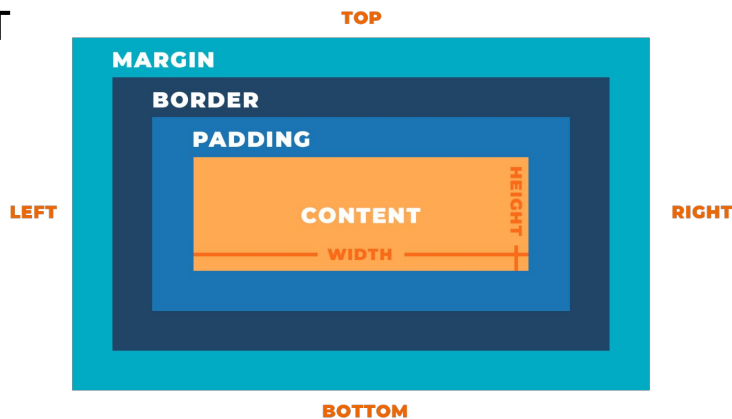 T
TOP
MARGIN
BORDER
PADDING
HEIGHT
LEFT
CONTENT
RIGHT
WIDTH
BOTTOM